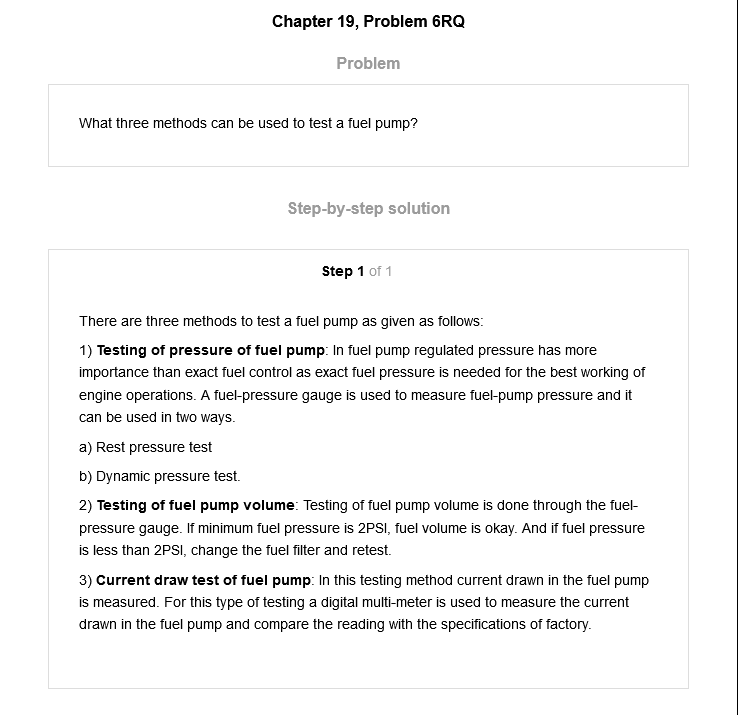 Chapter 19, Problem 6RQ
Problem
What three methods can be used to test a fuel pump?
Step-by-step solution
Step 1 of 1
There are three methods to test a fuel pump as given as follows:
1) Testing of pressure of fuel pump: In fuel pump regulated pressure has more
importance than exact fuel control as exact fuel pressure is needed for the best working of
engine operations. A fuel-pressure gauge is used to measure fuel-pump pressure and it
can be used in two ways.
a) Rest pressure test
b) Dynamic pressure test.
2) Testing of fuel pump volume: Testing of fuel pump volume is done through the fuel-
pressure gauge. If minimum fuel pressure is 2PSI, fuel volume is okay. And if fuel pressure
is less than 2PSI, change the fuel filter and retest.
3) Current draw test of fuel pump: In this testing method current drawn in the fuel pump
is measured. For this type of testing a digital multi-meter is used to measure the current
drawn in the fuel pump and compare the reading with the specifications of factory.